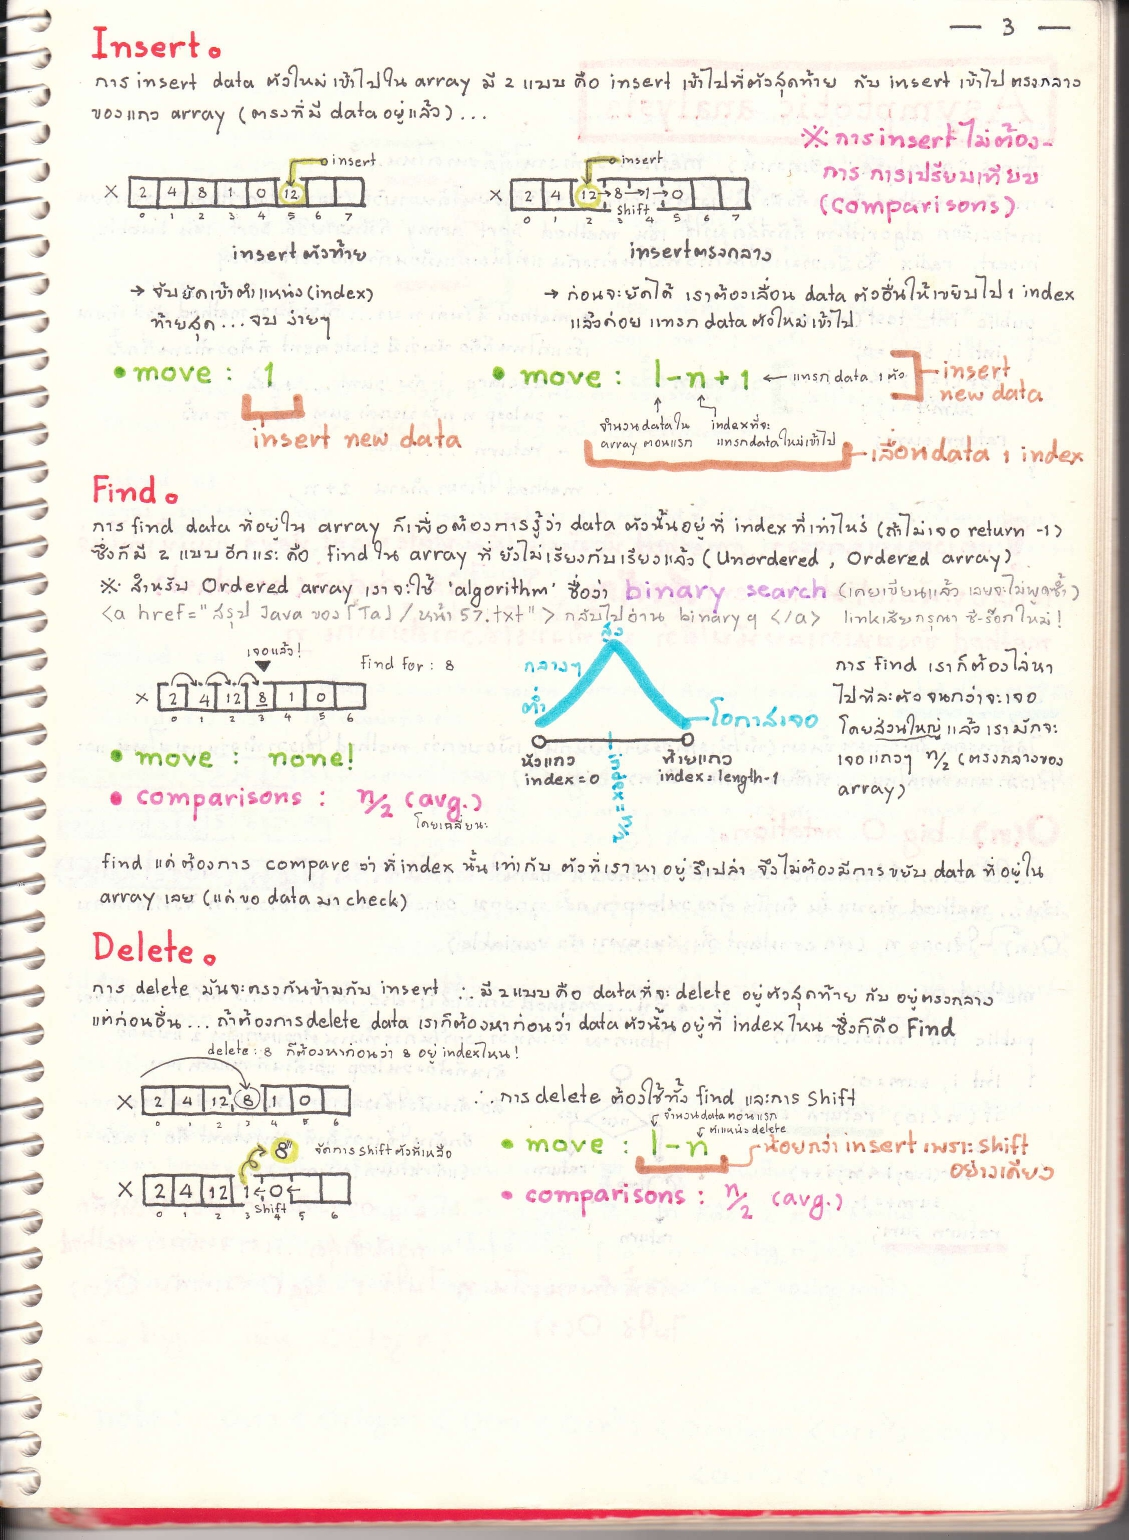 — 3 —
Insert.
การ insert data ตัวใหม่เข้าไปใน array มี 2 แบบ คือ insert เข้าไปที่ตัวสุดท้าย กับ insert เข้าไปตรงกลาง
ของแถว array (ตรงที่มี data อยู่แล้ว)...
※ การ insert ไม่ต้อง-
การ การเปรียบเทียบ
(comparisons)
insert
x 2 4 8 1 0 12
0 1 2 3 4 5 6 7
insert ตัวท้าย
→ จับยัดเข้าตำแหน่ง (index)
ท้ายสุด...จบ ง่ายๆ
• move : 1
insert new data
insert
x 2 4 12→8→1→0
shift
0 1 2 3 4 5 6 7
insert ตรงกลาง
→ ก่อนจะยัดได้ เราต้องเลื่อน data ตัวอื่นให้เขยิบไป 1 index
แล้วค่อย แทรก data ตัวใหม่เข้าไป
• move : l-n+1 ← แทรก data 1 ตัว
insert
new data
จำนวน data ใน
array ตอนแรก
index ที่จะ
แทรก data ใหม่เข้าไป
เลื่อน data 1 index
Find.
การ find data ที่อยู่ใน array ก็เพื่อต้องการรู้ว่า data ตัวนั้นอยู่ที่ index ที่เท่าไหร่ (ถ้าไม่เจอ return -1)
ซึ่งก็มี 2 แบบอีกแระ คือ find ใน array ที่ ยังไม่เรียงกับเรียงแล้ว (Unordered , Ordered array)
※ สำหรับ Ordered array เราจะใช้ 'algorithm' ชื่อว่า binary search (เคยเขียนแล้ว เลยจะไม่พูดซ้ำ)
<a href="สรุป Java ของ「Ta」/หน้า 57.txt"> กลับไปอ่าน binary ๆ </a> link เสียกรุณา ซี-ร็อกใหม่!
เจอแล้ว!
find for : 8
x 2 4 12 8 1 0
0 1 2 3 4 5 6
• move : none!
• comparisons : n/2 (avg.)
โดยเฉลี่ยน
สูง
กลางๆ
ต่ำ
โอกาสเจอ
หัวแถว
index=0
index=n/2
ท้ายแถว
index=length-1
การ find เราก็ต้องไล่หา
ไปทีละตัว จนกว่าจะเจอ
โดยส่วนใหญ่ แล้ว เรามักจะ
เจอแถวๆ n/2 (ตรงกลางของ
array)
find แค่ ต้องการ compare ว่า ที่ index นั้น เท่ากับ ตัวที่เราหา อยู่ รึเปล่า จึงไม่ต้องมีการ ขยับ data ที่อยู่ใน
array เลย (แค่ ขอ data มา check)
Delete.
การ delete มันจะตรงกันข้ามกับ insert ∴ มี 2 แบบ คือ data ที่จะ delete อยู่ตัวสุดท้าย กับ อยู่ตรงกลาง
แต่ก่อนอื่น... ถ้าต้องการ delete data เราก็ต้องหาก่อนว่า data ตัวนั้น อยู่ที่ index ไหน ซึ่งก็คือ Find
delete : 8 ก็ต้องหาก่อนว่า 8 อยู่ index ไหน!
x 2 4 12 8 1 0
0 1 2 3 4 5 6
8"
จัดการ shift ตัวที่เหลือ
x 2 4 12 1←0←
shift
0 1 2 3 4 5 6
∴ การ delete ต้องใช้ทั้ง find และการ Shift
จำนวน data ตอนแรก
ตำแหน่ง delete
• move : l-n
น้อยกว่า insert เพราะ shift
อย่างเดียว
• comparisons : n/2 (avg.)